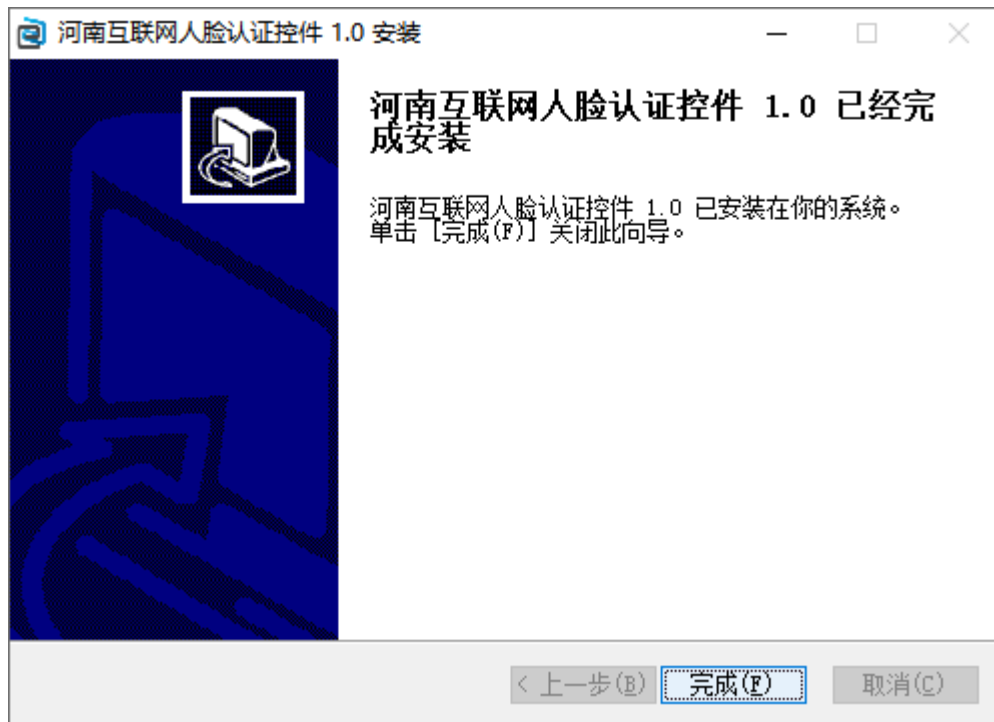 河南互联网人脸认证控件 1.0 安装
河南互联网人脸认证控件 1.0 已经完
成安装
河南互联网人脸认证控件 1.0 已安装在你的系统。
单击 [完成(F)] 关闭此向导。
< 上一步(B) 完成(F) 取消(C)